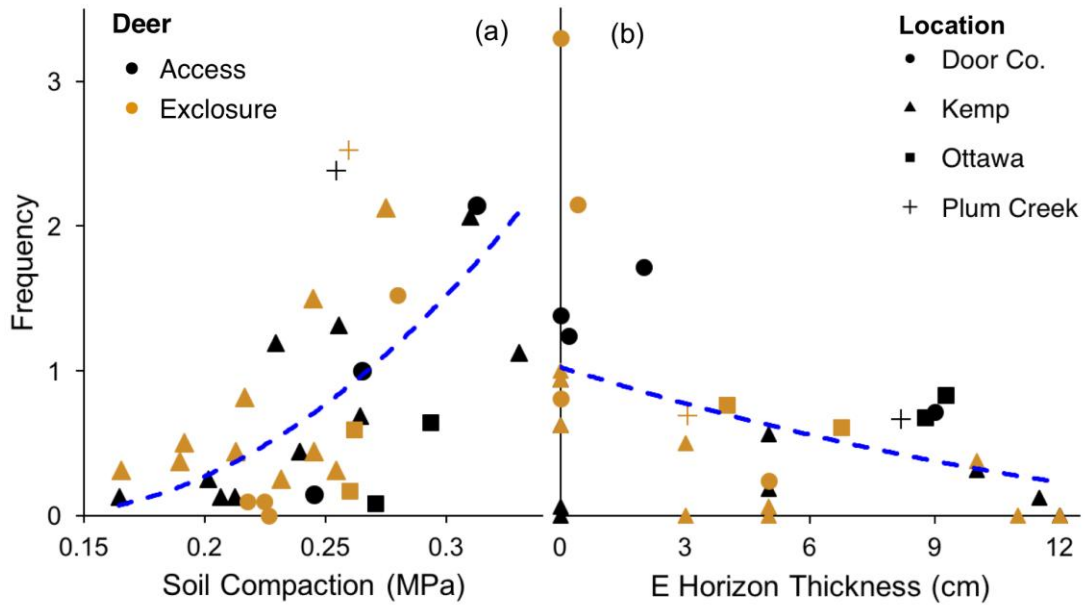 Deer
Access
Exclosure
(a)
(b)
Location
Door Co.
Kemp
Ottawa
Plum Creek
Frequency
3
2
1
0
0.15 0.2 0.25 0.3
0 3 6 9 12
Soil Compaction (MPa)
E Horizon Thickness (cm)